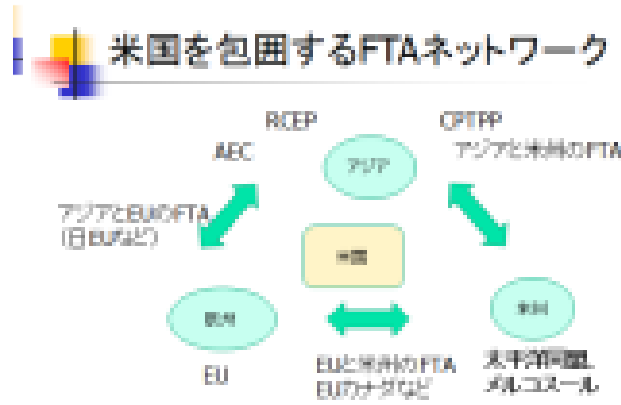 米国を包囲するFTAネットワーク
RCEP
CPTPP
AEC
アジア
アジアと米州のFTA
アジアとEUのFTA
(日EUなど)
米国
欧州
米州
EU
EUと米州のFTA
EUカナダなど
太平洋同盟、
メルコスール